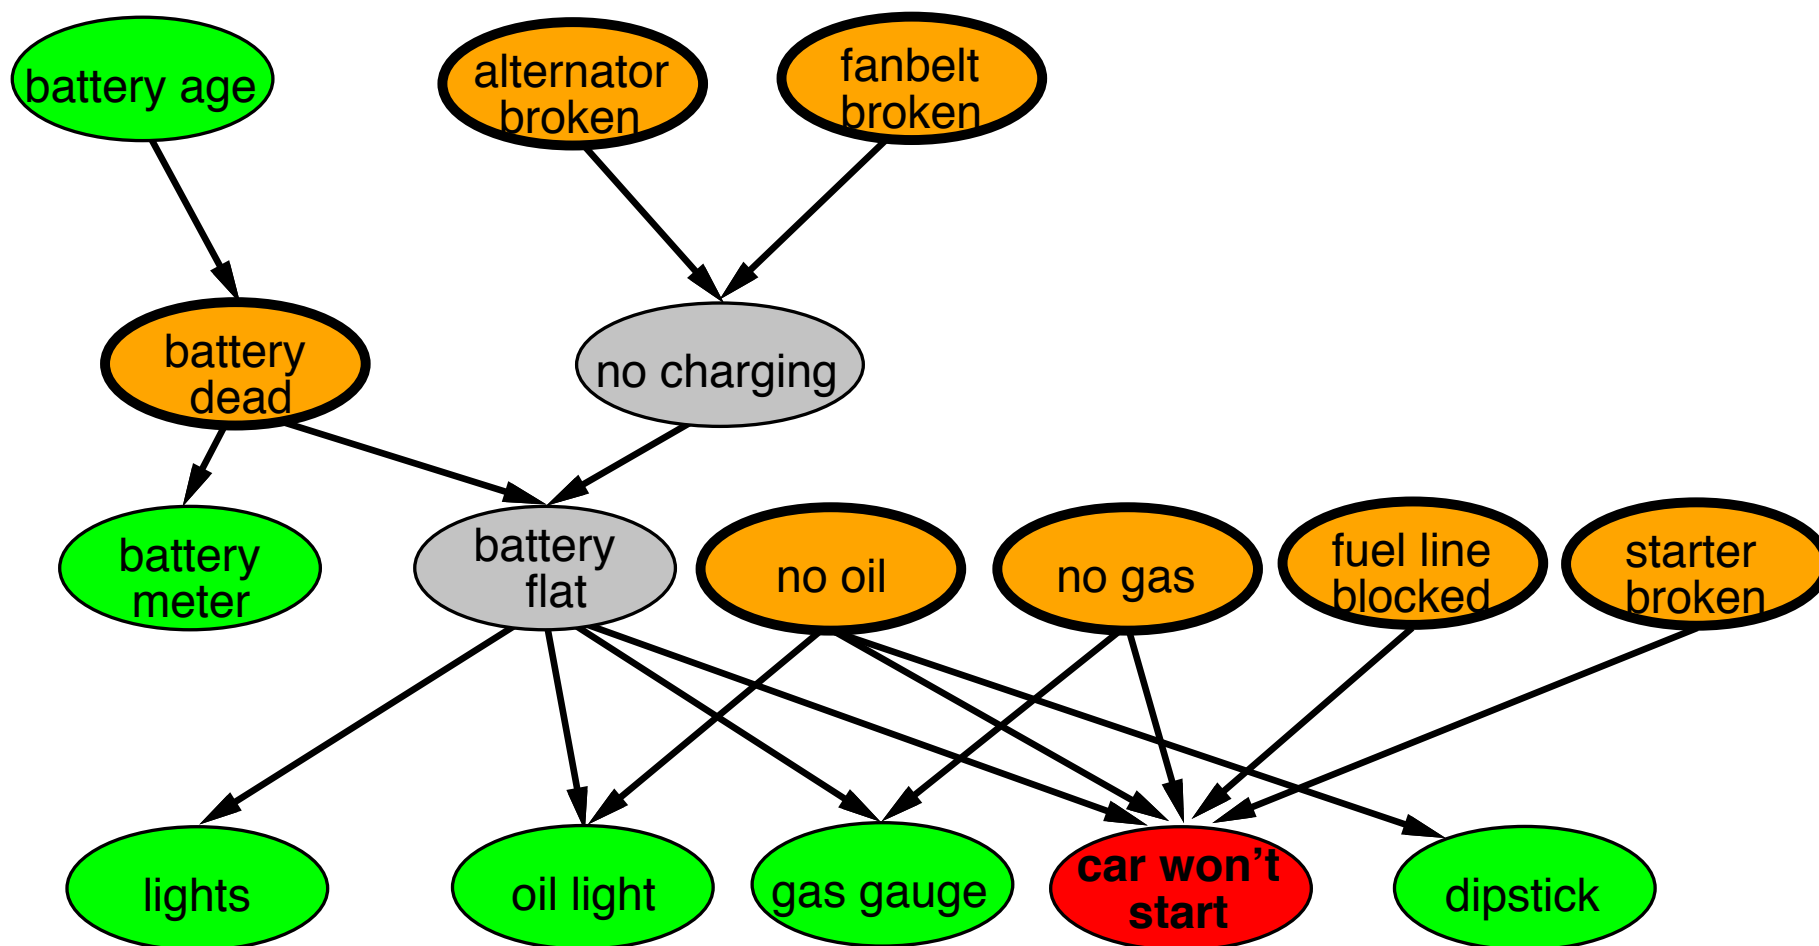 battery age
alternator
broken
fanbelt
broken
battery
dead
no charging
battery
meter
battery
flat
no oil
no gas
fuel line
blocked
starter
broken
lights
oil light
gas gauge
car won't
start
dipstick